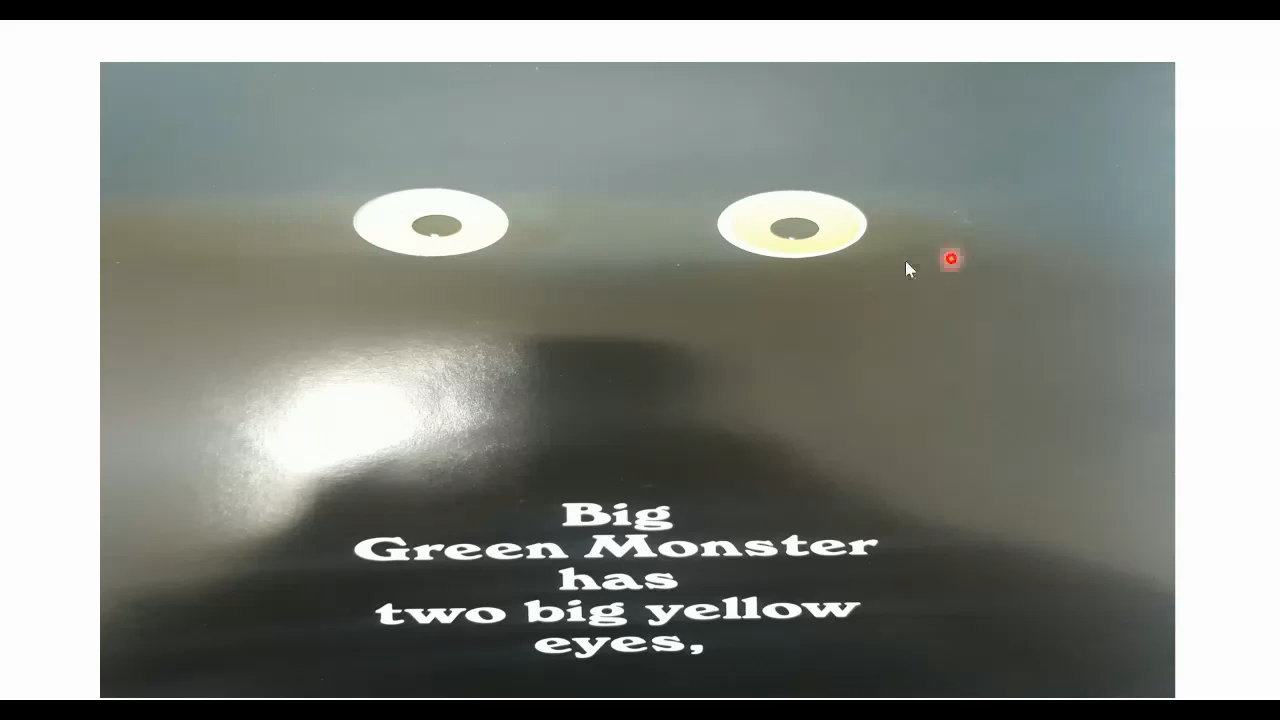 Big
Green Monster
has
two big yellow
eyes,